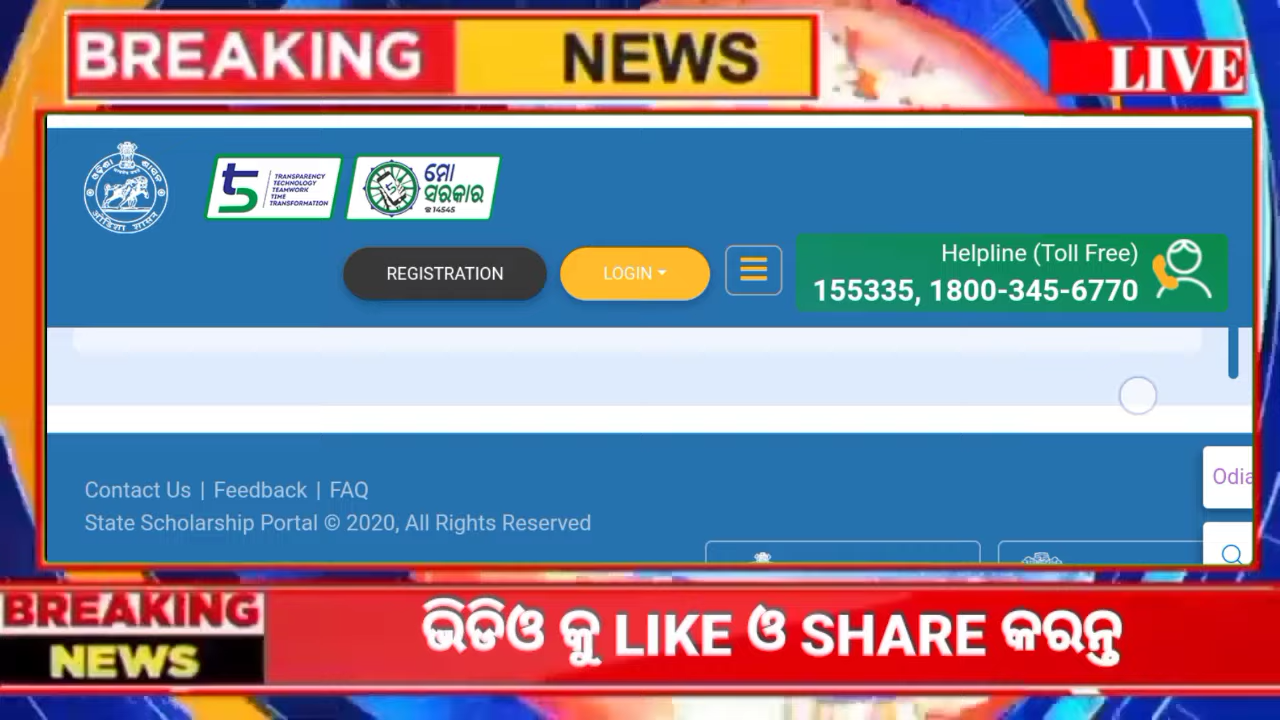 BREAKING NEWS
LIVE
TRANSPARENCY
TECHNOLOGY
TEAMWORK
TIME
TRANSFORMATION
ମୋ
ସରକାର
14545
REGISTRATION
LOGIN
Helpline (Toll Free)
155335, 1800-345-6770
Contact Us | Feedback | FAQ
State Scholarship Portal © 2020, All Rights Reserved
Odia
BREAKING
NEWS
ଭିଡିଓ କୁ LIKE ଓ SHARE କରନ୍ତୁ